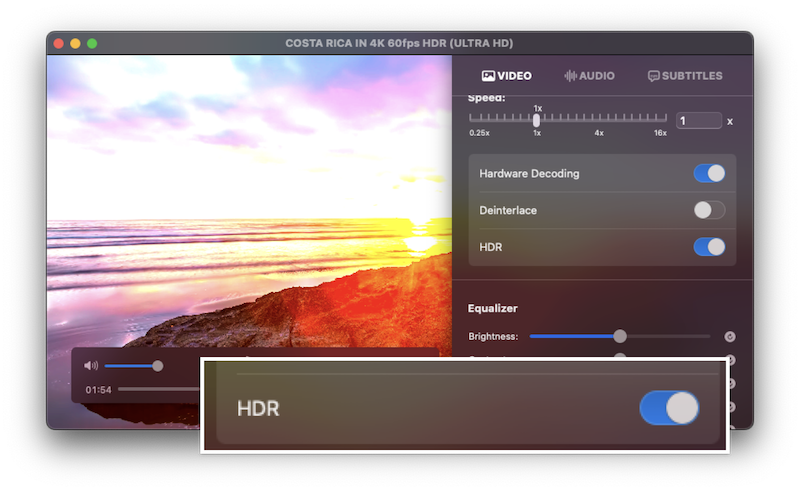 COSTA RICA IN 4K 60fps HDR (ULTRA HD)
VIDEO AUDIO SUBTITLES
Speed:
1x
1 x
0.25x 1x 4x 16x
Hardware Decoding
Deinterlace
HDR
Equalizer
Brightness:
01:54
HDR